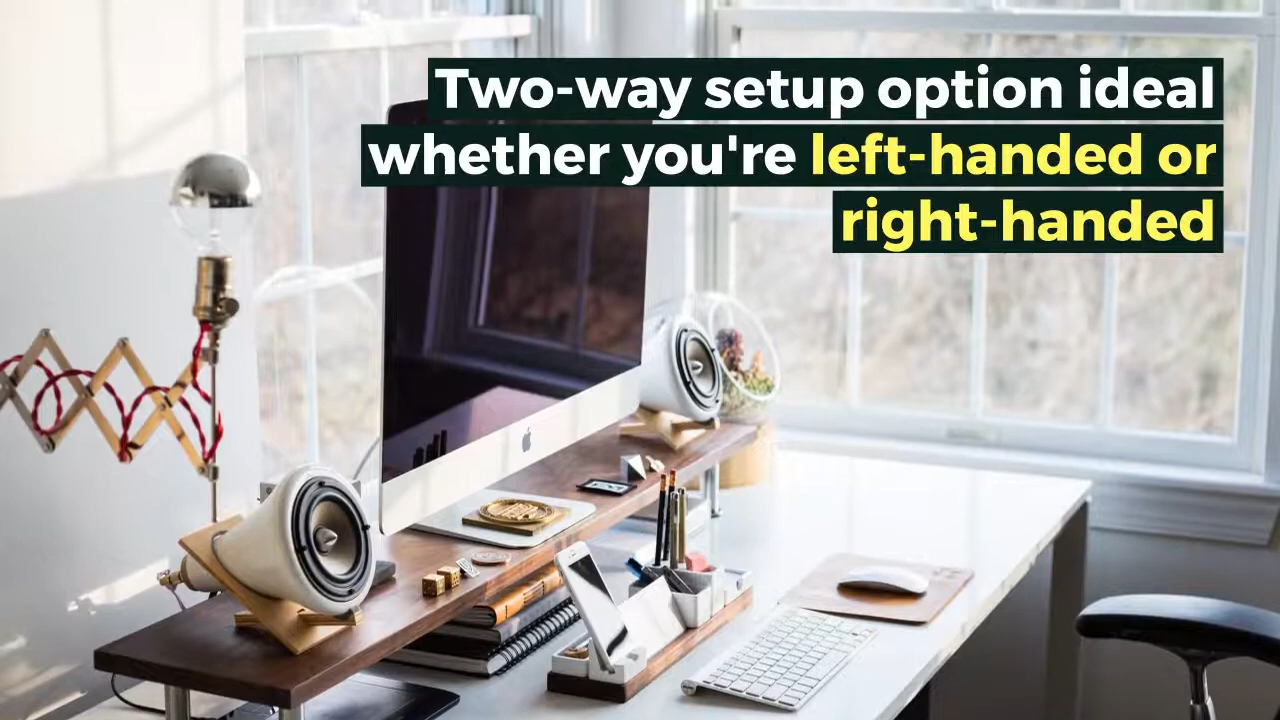 Two-way setup option ideal
whether you're left-handed or
right-handed